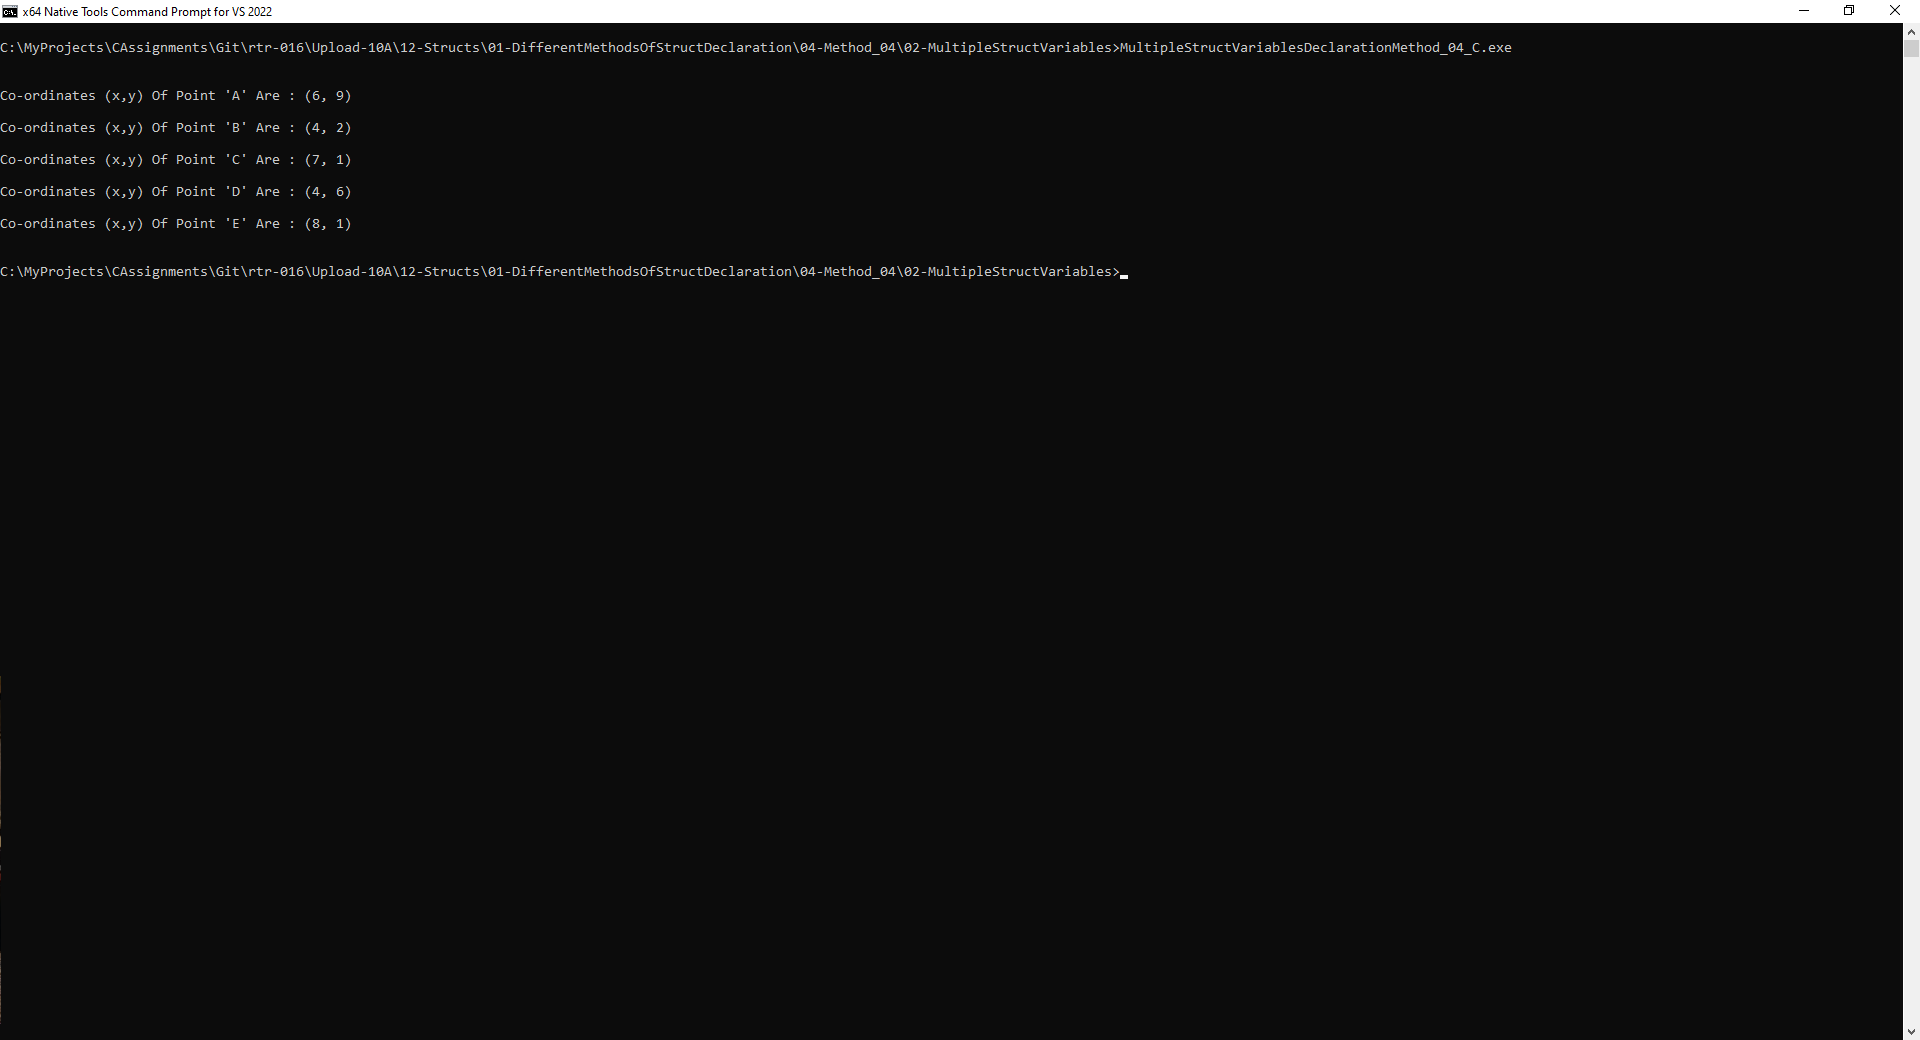 x64 Native Tools Command Prompt for VS 2022
C:\MyProjects\CAssignments\Git\rtr-016\Upload-10A\12-Structs\01-DifferentMethodsOfStructDeclaration\04-Method_04\02-MultipleStructVariables>MultipleStructVariablesDeclarationMethod_04_C.exe
Co-ordinates (x,y) Of Point 'A' Are : (6, 9)
Co-ordinates (x,y) Of Point 'B' Are : (4, 2)
Co-ordinates (x,y) Of Point 'C' Are : (7, 1)
Co-ordinates (x,y) Of Point 'D' Are : (4, 6)
Co-ordinates (x,y) Of Point 'E' Are : (8, 1)
C:\MyProjects\CAssignments\Git\rtr-016\Upload-10A\12-Structs\01-DifferentMethodsOfStructDeclaration\04-Method_04\02-MultipleStructVariables>